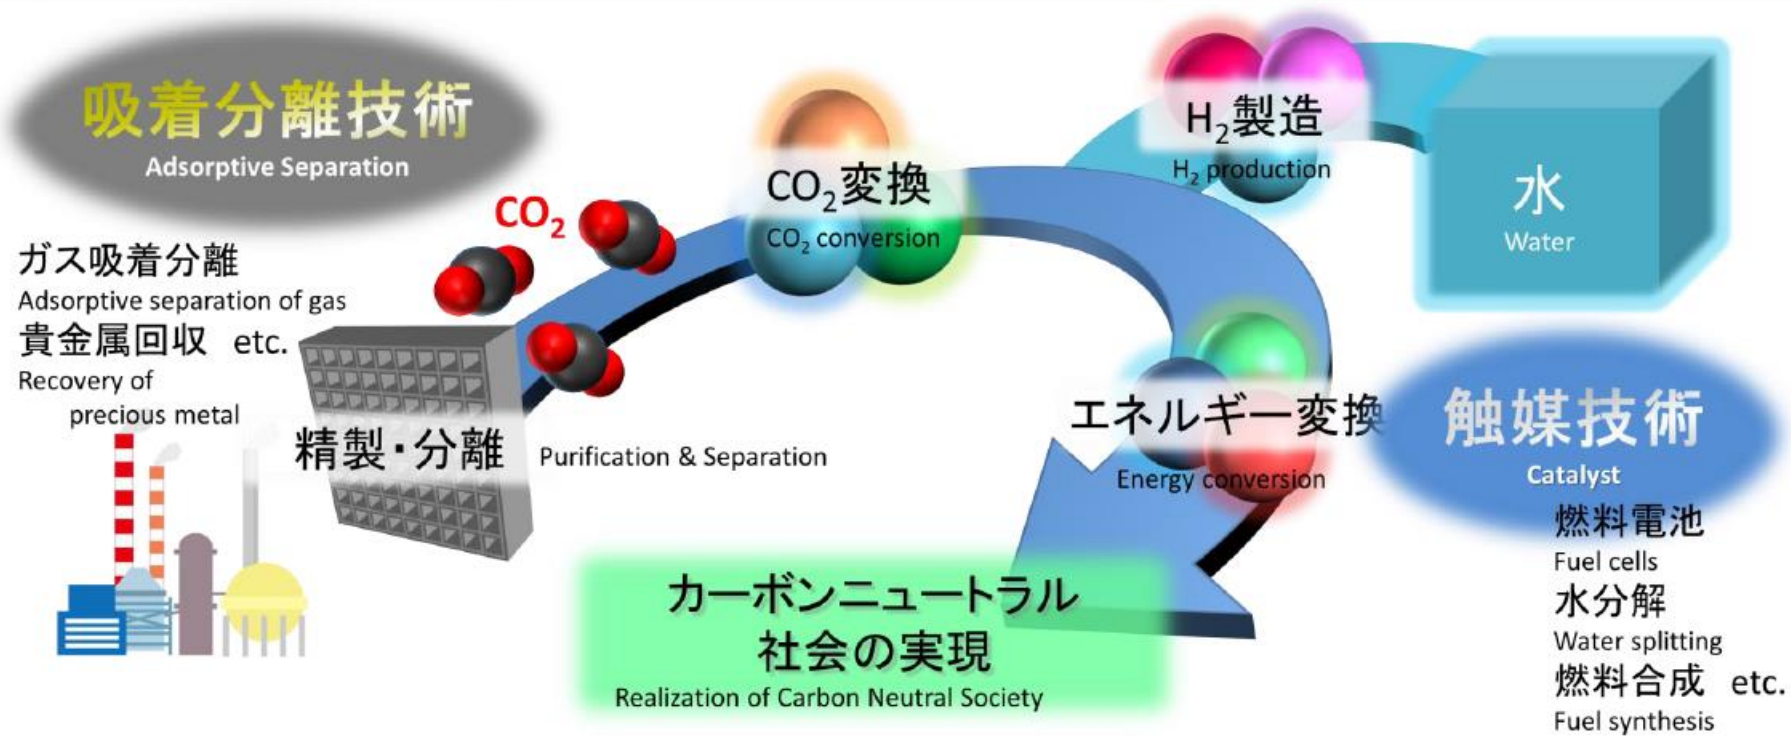 吸着分離技術
Adsorptive Separation
ガス吸着分離
Adsorptive separation of gas
貴金属回収 etc.
Recovery of
precious metal
CO₂
精製・分離
Purification & Separation
CO₂変換
CO₂ conversion
H₂製造
H₂ production
水
Water
エネルギー変換
Energy conversion
触媒技術
Catalyst
燃料電池
Fuel cells
水分解
Water splitting
燃料合成 etc.
Fuel synthesis
カーボンニュートラル
社会の実現
Realization of Carbon Neutral Society